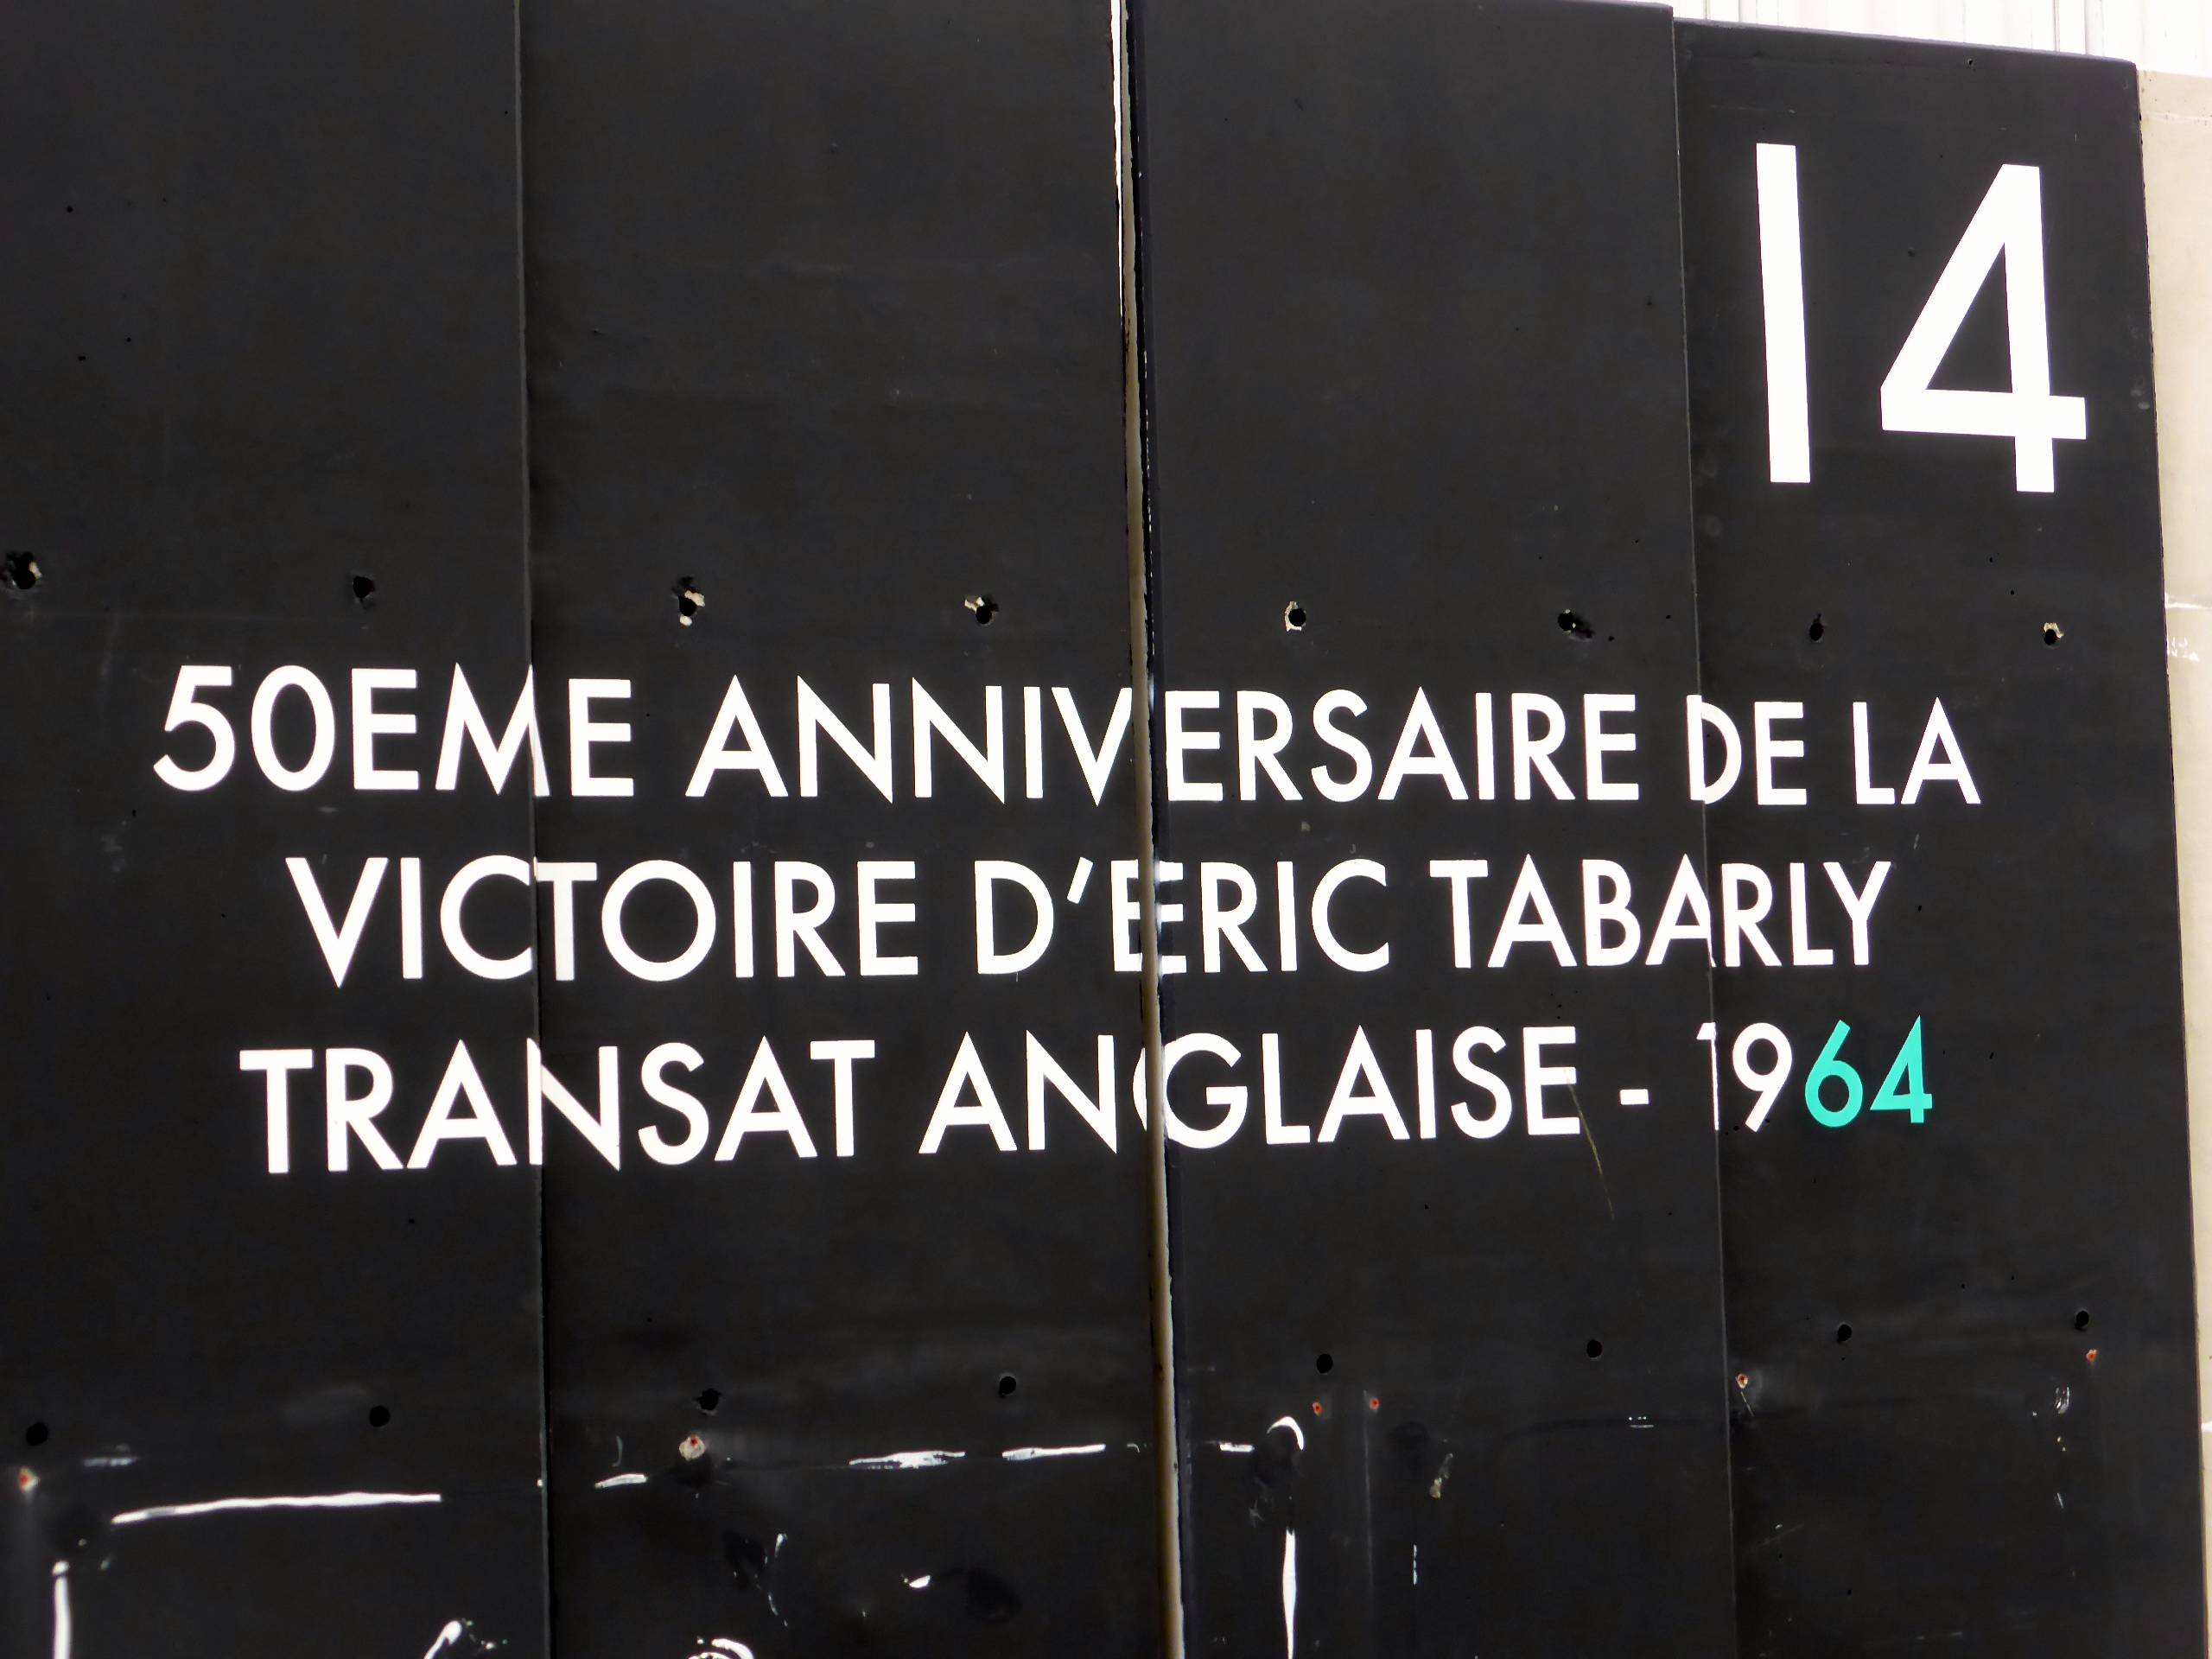 14
50EME ANNIVERSAIRE DE LA
VICTOIRE D'ERIC TABARLY
TRANSAT ANGLAISE - 1964